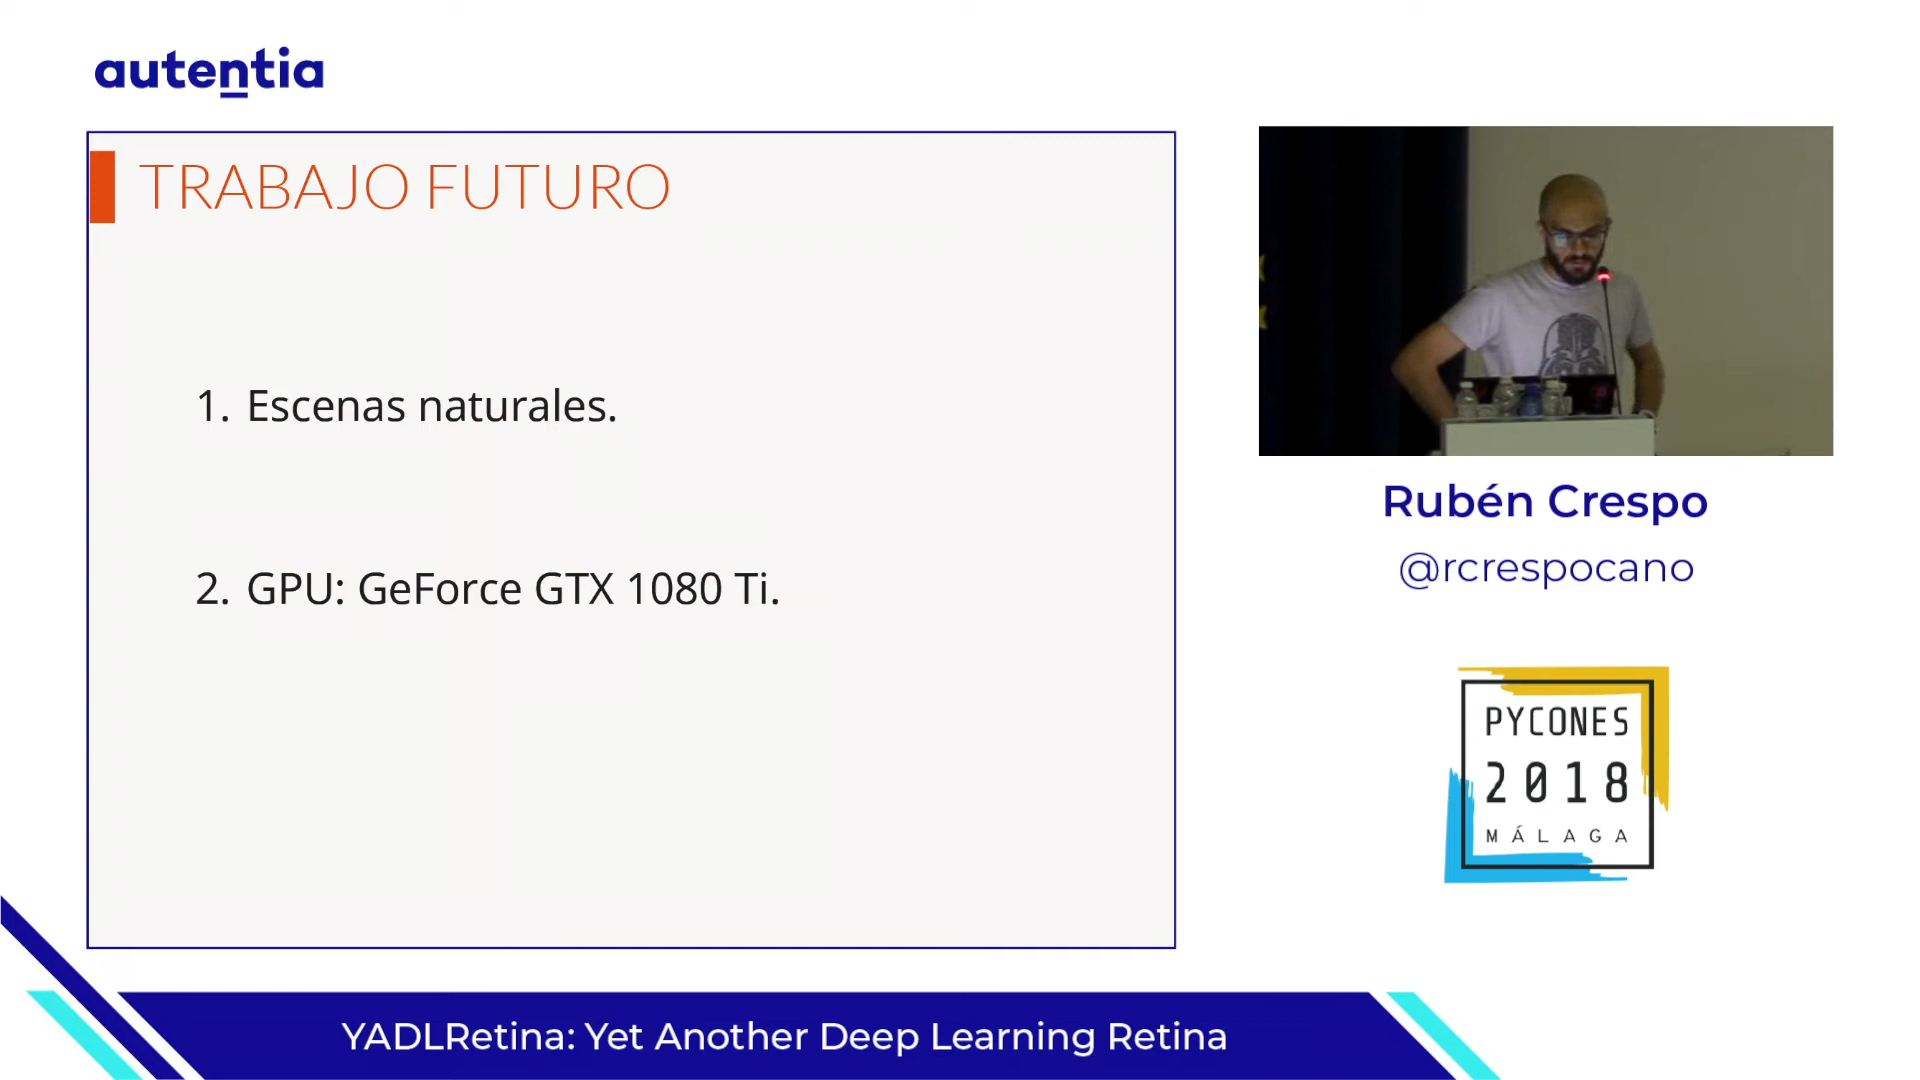 autentia
TRABAJO FUTURO
1. Escenas naturales.
2. GPU: GeForce GTX 1080 Ti.
Rubén Crespo
@rcrespocano
PYCONES
2018
MÁLAGA
YADLRetina: Yet Another Deep Learning Retina